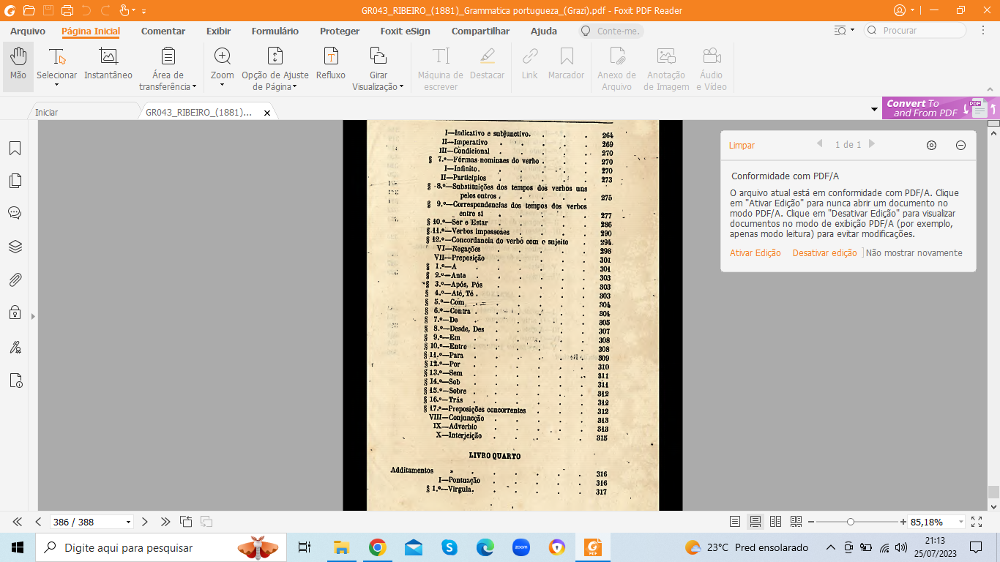 GR043_RIBEIRO_(1881)_Grammatica portugueza_(Grazi).pdf - Foxit PDF Reader
Arquivo Página Inicial Comentar Exibir Formulário Proteger Foxit eSign Compartilhar Ajuda Conte-me. Procurar
Mão Selecionar Instantâneo Área de transferência Zoom Opção de Ajuste de Página Refluxo Girar Visualização Máquina de escrever Destacar Link Marcador Anexo de Arquivo Anotação de Imagem Áudio e Vídeo
Iniciar GR043_RIBEIRO_(1881)... Convert To and From PDF PDF
I—Indicativo e subjunctivo. . . . 264
II—Imperativo . . . . . 269
III—Condicional . . . . . 270
§ 7.º—Fórmas nominaes do verbo . . . 270
I—Infinito. . . . . . 270
II—Participios . . . . . 273
§ 8.º—Substituições dos tempos dos verbos uns
pelos outros . . . . . 275
§ 9.º—Correspondencias dos tempos dos verbos
entre si . . . . . 277
§ 10.º—Ser e Estar . . . . . 286
§ 11.º—Verbos impessoaes . . . . 290
§ 12.º—Concordancia do verbo com o sujeito . 294
VI—Negações . . . . . 298
VII—Preposição . . . . . 301
§ 1.º—A . . . . . . 301
§ 2.º—Ante . . . . . . 303
§ 3.º—Após, Pós . . . . . 303
§ 4.º—Até, Té . . . . . . 303
§ 5.º—Com . . . . . . 304
§ 6.º—Contra . . . . . . 304
§ 7.º—De . . . . . . 305
§ 8.º—Desde, Des . . . . . 307
§ 9.º—Em . . . . . . 308
§ 10.º—Entre . . . . . . 308
§ 11.º—Para . . . . . . 309
§ 12.º—Por . . . . . . 310
§ 13.º—Sem . . . . . . 311
§ 14.º—Sob . . . . . . 311
§ 15.º—Sobre . . . . . . 312
§ 16.º—Trás . . . . . . 312
§ 17.º—Preposições concorrentes . . . 312
VIII—Conjuncção . . . . . 313
IX—Adverbio . . . . . 313
X—Interjeição . . . . . 315
LIVRO QUARTO
Additamentos » . . . . . . 316
I—Pontuação . . . . . 316
§ 1.º—Virgula. . . . . . 317
Limpar 1 de 1
Conformidade com PDF/A
O arquivo atual está em conformidade com PDF/A. Clique
em "Ativar Edição" para nunca abrir um documento no
modo PDF/A. Clique em "Desativar Edição" para visualizar
documentos no modo de exibição PDF/A (por exemplo,
apenas modo leitura) para evitar modificações.
Ativar Edição Desativar edição Não mostrar novamente
386 / 388 85,18%
Digite aqui para pesquisar zoom PDF 23°C Pred ensolarado 21:13
25/07/2023